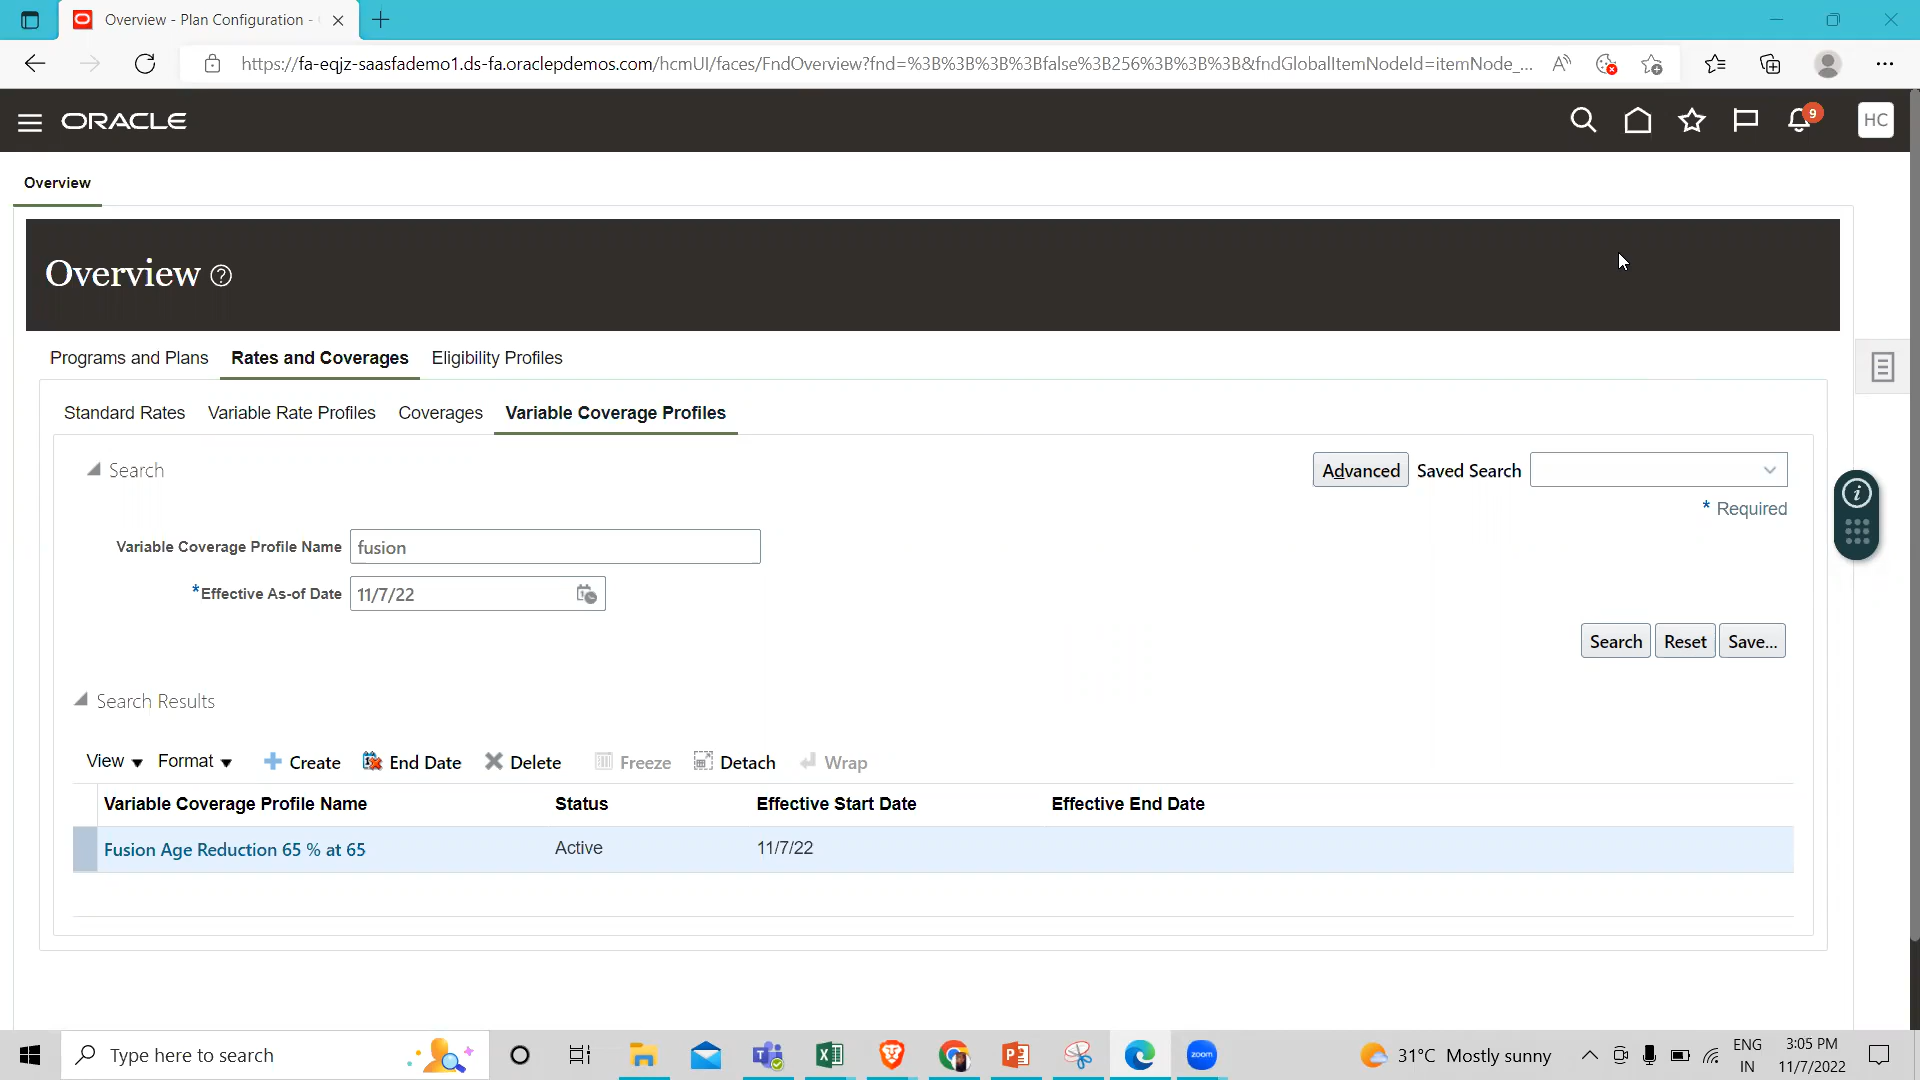 Overview - Plan Configuration -
https://fa-eqjz-saasfademo1.ds-fa.oraclepdemos.com/hcmUI/faces/FndOverview?fnd=%3B%3B%3B%3Bfalse%3B256%3B%3B%3B&fndGlobalItemNodeId=itemNode_...
ORACLE
9
HC
Overview
Overview
Programs and Plans Rates and Coverages Eligibility Profiles
Standard Rates Variable Rate Profiles Coverages Variable Coverage Profiles
Search
Advanced Saved Search
* Required
Variable Coverage Profile Name fusion
*Effective As-of Date 11/7/22
Search Reset Save...
Search Results
View Format Create End Date Delete Freeze Detach Wrap
Variable Coverage Profile Name Status Effective Start Date Effective End Date
Fusion Age Reduction 65 % at 65 Active 11/7/22
Type here to search
zoom
31°C Mostly sunny
ENG
IN
3:05 PM
11/7/2022